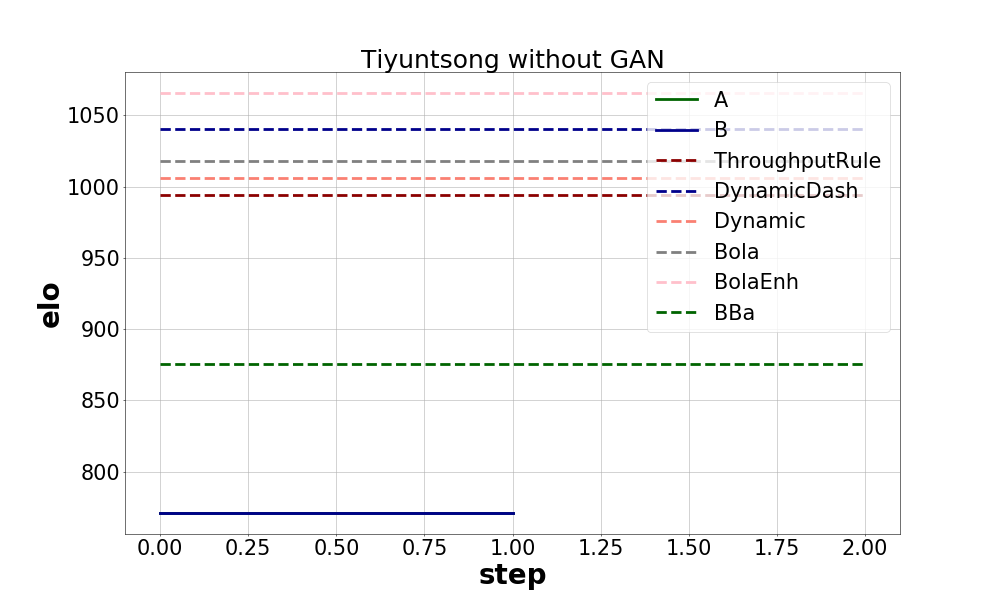 Tiyuntsong without GAN
A
B
ThroughputRule
DynamicDash
Dynamic
Bola
BolaEnh
BBa
1050
1000
950
900
850
800
elo
0.00 0.25 0.50 0.75 1.00 1.25 1.50 1.75 2.00
step